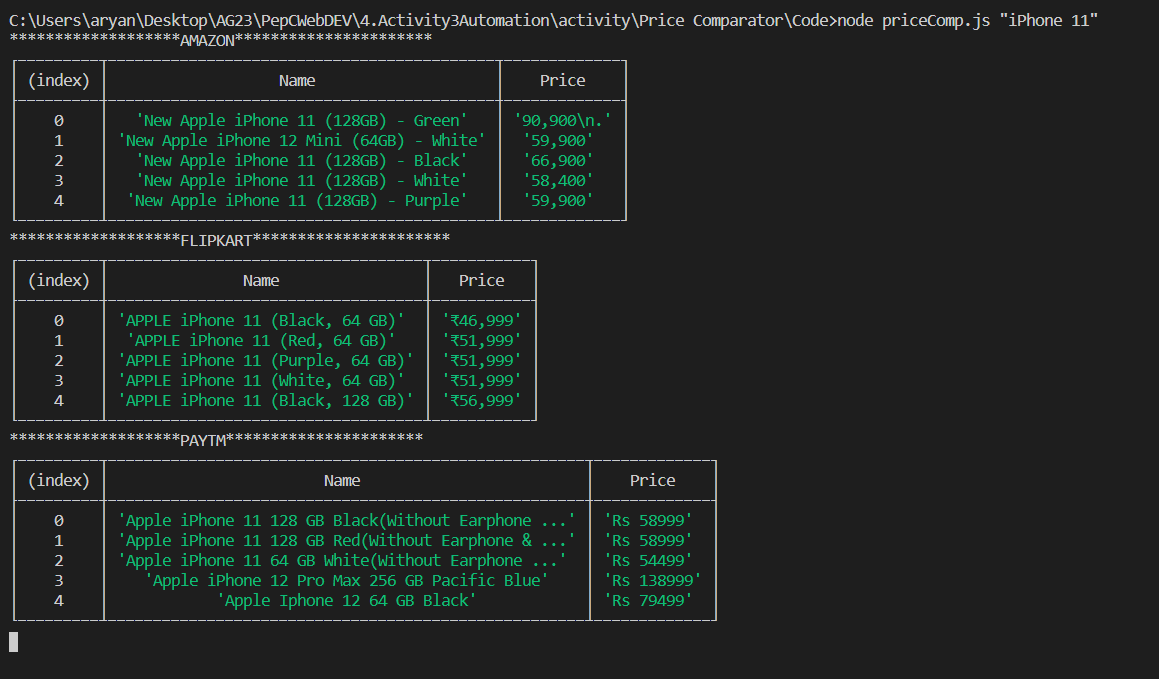 C:\Users\aryan\Desktop\AG23\PepCWebDEV\4.Activity3Automation\activity\Price Comparator\Code>node priceComp.js "iPhone 11"
*******************AMAZON**********************
(index) Name Price
0 'New Apple iPhone 11 (128GB) - Green' '90,900\n.'
1 'New Apple iPhone 12 Mini (64GB) - White' '59,900'
2 'New Apple iPhone 11 (128GB) - Black' '66,900'
3 'New Apple iPhone 11 (128GB) - White' '58,400'
4 'New Apple iPhone 11 (128GB) - Purple' '59,900'
*******************FLIPKART**********************
(index) Name Price
0 'APPLE iPhone 11 (Black, 64 GB)' '₹46,999'
1 'APPLE iPhone 11 (Red, 64 GB)' '₹51,999'
2 'APPLE iPhone 11 (Purple, 64 GB)' '₹51,999'
3 'APPLE iPhone 11 (White, 64 GB)' '₹51,999'
4 'APPLE iPhone 11 (Black, 128 GB)' '₹56,999'
*******************PAYTM**********************
(index) Name Price
0 'Apple iPhone 11 128 GB Black(Without Earphone ...' 'Rs 58999'
1 'Apple iPhone 11 128 GB Red(Without Earphone & ...' 'Rs 58999'
2 'Apple iPhone 11 64 GB White(Without Earphone ...' 'Rs 54499'
3 'Apple iPhone 12 Pro Max 256 GB Pacific Blue' 'Rs 138999'
4 'Apple Iphone 12 64 GB Black' 'Rs 79499'